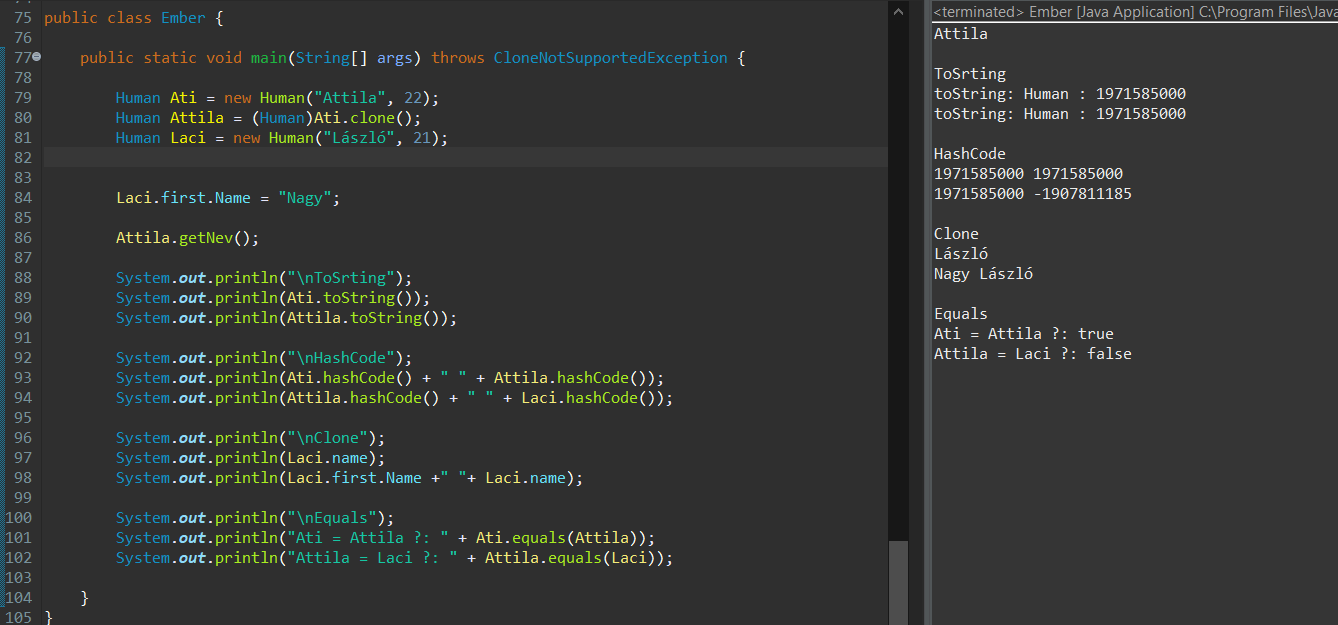 75 public class Ember {
76
77 public static void main(String[] args) throws CloneNotSupportedException {
78
79 Human Ati = new Human("Attila", 22);
80 Human Attila = (Human)Ati.clone();
81 Human Laci = new Human("László", 21);
82
83
84 Laci.first.Name = "Nagy";
85
86 Attila.getNev();
87
88 System.out.println("\nToSrting");
89 System.out.println(Ati.toString());
90 System.out.println(Attila.toString());
91
92 System.out.println("\nHashCode");
93 System.out.println(Ati.hashCode() + " " + Attila.hashCode());
94 System.out.println(Attila.hashCode() + " " + Laci.hashCode());
95
96 System.out.println("\nClone");
97 System.out.println(Laci.name);
98 System.out.println(Laci.first.Name +" "+ Laci.name);
99
100 System.out.println("\nEquals");
101 System.out.println("Ati = Attila ?: " + Ati.equals(Attila));
102 System.out.println("Attila = Laci ?: " + Attila.equals(Laci));
103
104 }
105 }
<terminated> Ember [Java Application] C:\Program Files\Java
Attila
ToSrting
toString: Human : 1971585000
toString: Human : 1971585000
HashCode
1971585000 1971585000
1971585000 -1907811185
Clone
László
Nagy László
Equals
Ati = Attila ?: true
Attila = Laci ?: false